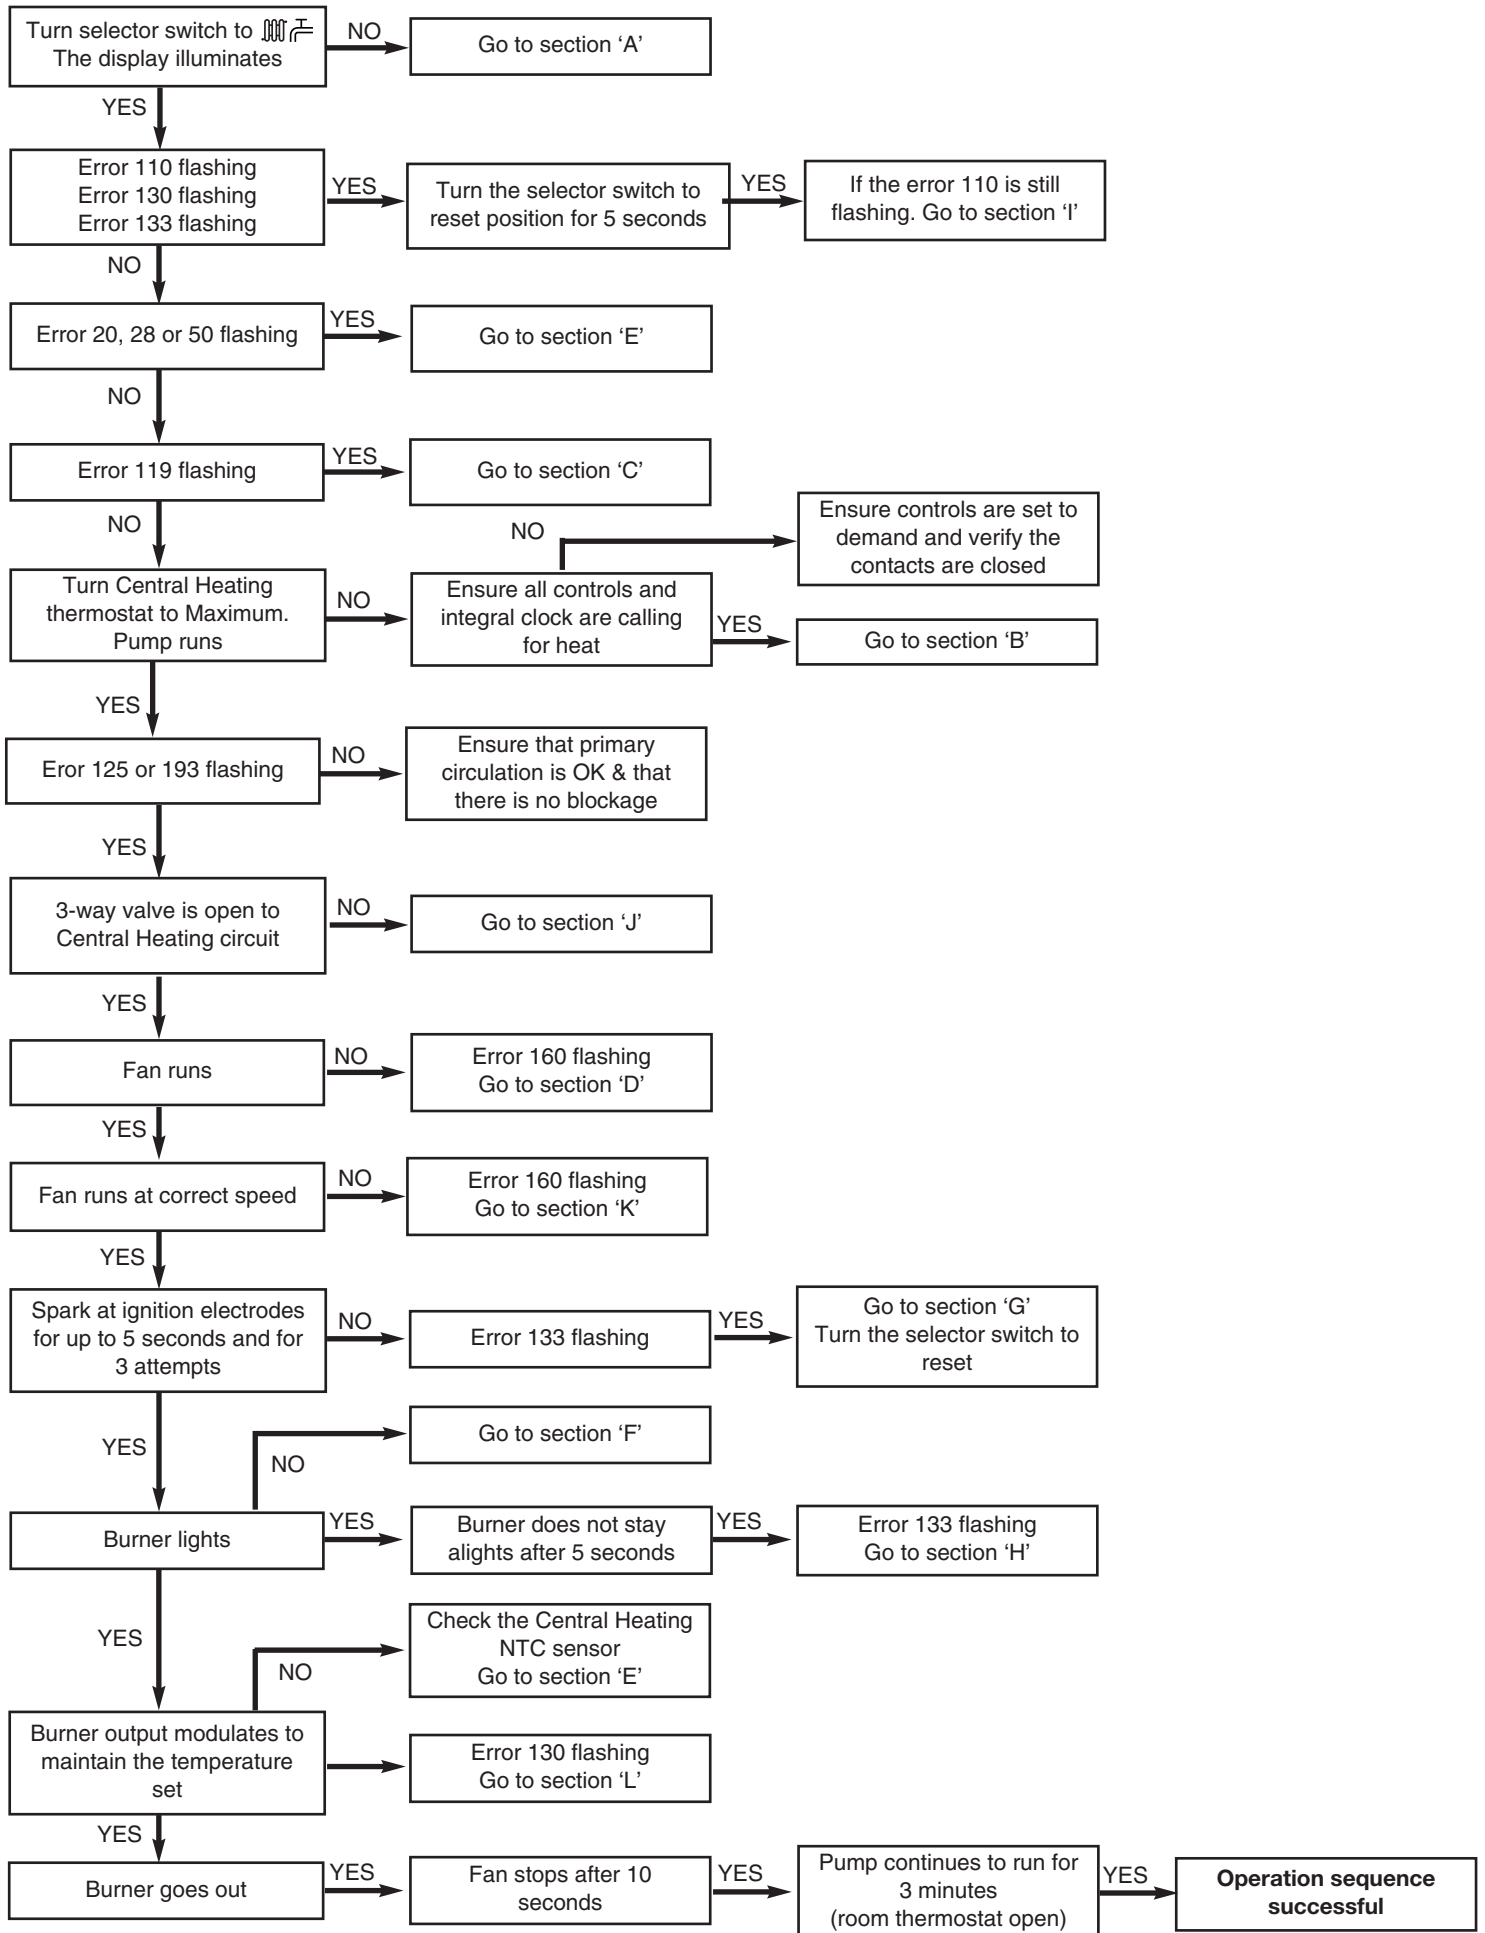 Turn selector switch to
The display illuminates
NO
Go to section ‘A’
YES
Error 110 flashing
Error 130 flashing
Error 133 flashing
YES
Turn the selector switch to
reset position for 5 seconds
YES
If the error 110 is still
flashing. Go to section ‘I’
NO
Error 20, 28 or 50 flashing
YES
Go to section ‘E’
NO
Error 119 flashing
YES
Go to section ‘C’
NO
Turn Central Heating
thermostat to Maximum.
Pump runs
NO
Ensure all controls and
integral clock are calling
for heat
NO
Ensure controls are set to
demand and verify the
contacts are closed
YES
Go to section ‘B’
YES
Eror 125 or 193 flashing
NO
Ensure that primary
circulation is OK & that
there is no blockage
YES
3-way valve is open to
Central Heating circuit
NO
Go to section ‘J’
YES
Fan runs
NO
Error 160 flashing
Go to section ‘D’
YES
Fan runs at correct speed
NO
Error 160 flashing
Go to section ‘K’
YES
Spark at ignition electrodes
for up to 5 seconds and for
3 attempts
NO
Error 133 flashing
YES
Go to section ‘G’
Turn the selector switch to
reset
YES
NO
Go to section ‘F’
Burner lights
YES
Burner does not stay
alights after 5 seconds
YES
Error 133 flashing
Go to section ‘H’
YES
NO
Check the Central Heating
NTC sensor
Go to section ‘E’
Burner output modulates to
maintain the temperature
set
Error 130 flashing
Go to section ‘L’
YES
Burner goes out
YES
Fan stops after 10
seconds
YES
Pump continues to run for
3 minutes
(room thermostat open)
YES
Operation sequence
successful